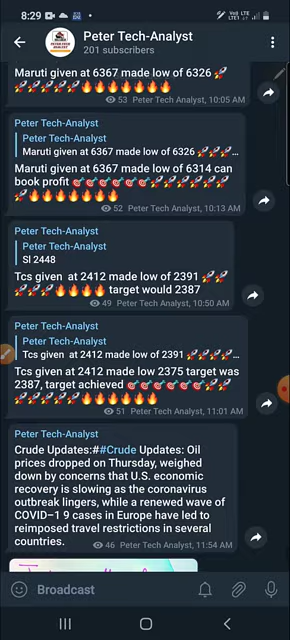 8:29
Peter Tech-Analyst
201 subscribers
Maruti given at 6367 made low of 6326 🚀
🚀🚀🚀🚀🚀🔥🔥🔥🔥🔥🔥🔥
53 Peter Tech-Analyst, 10:05 AM
Peter Tech-Analyst
Peter Tech-Analyst
Maruti given at 6367 made low of 6326 🚀🚀🚀...
Maruti given at 6367 made low of 6314 can
book profit 🎯🎯🎯🎯🎯🎯🚀🚀🚀🚀🚀
🚀🔥🔥🔥🔥🔥🔥🔥
52 Peter Tech-Analyst, 10:13 AM
Peter Tech-Analyst
Peter Tech-Analyst
Sl 2448
Tcs given at 2412 made low of 2391 🚀🚀
🚀🚀🚀🔥🔥🔥🔥 target would 2387
49 Peter Tech-Analyst, 10:50 AM
Peter Tech-Analyst
Peter Tech-Analyst
Tcs given at 2412 made low of 2391 🚀🚀🚀🚀...
Tcs given at 2412 made low 2375 target was
2387, target achieved 🎯🎯🎯🎯🎯🚀🚀
🚀🚀🚀🚀🚀🔥🔥🔥🔥🔥🔥
51 Peter Tech-Analyst, 11:01 AM
Peter Tech-Analyst
Crude Updates:##Crude Updates: Oil
prices dropped on Thursday, weighed
down by concerns that U.S. economic
recovery is slowing as the coronavirus
outbreak lingers, while a renewed wave of
COVID-1 9 cases in Europe have led to
reimposed travel restrictions in several
countries.
46 Peter Tech-Analyst, 11:54 AM
Broadcast